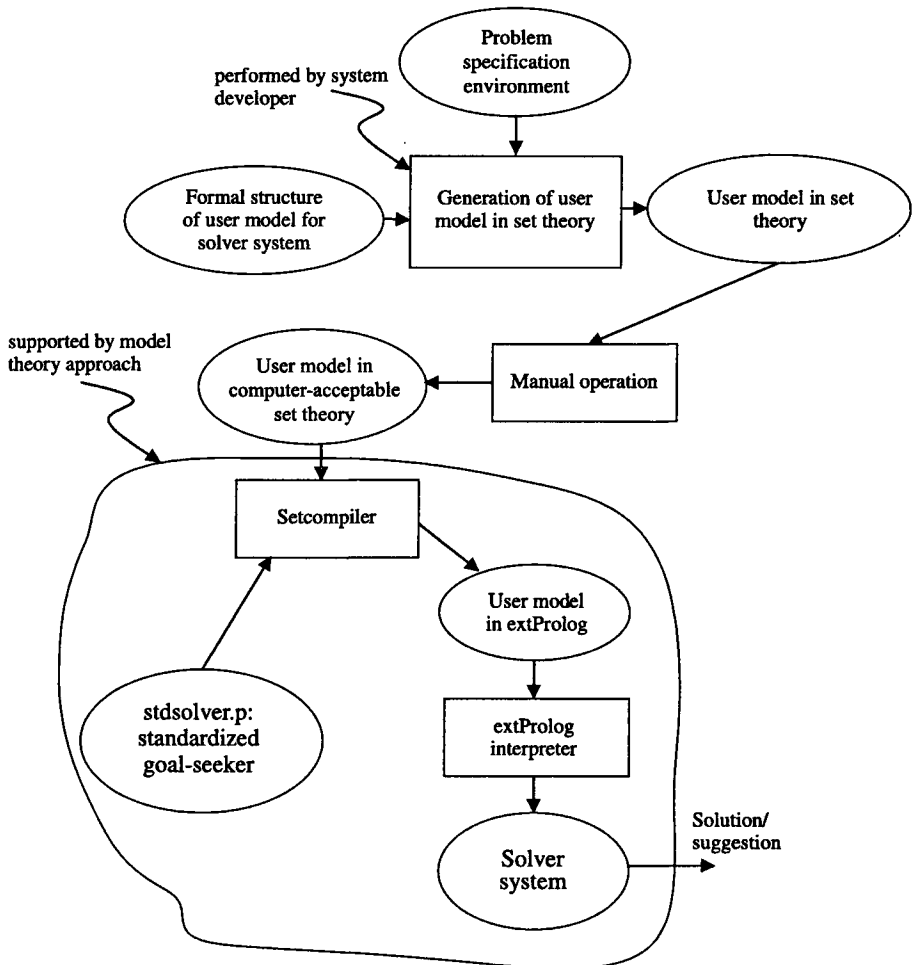 Problem
specification
environment
performed by system
developer
Formal structure
of user model for
solver system
Generation of user
model in set theory
User model in set
theory
supported by model
theory approach
User model in
computer-acceptable
set theory
Manual operation
Setcompiler
User model
in extProlog
stdsolver.p:
standardized
goal-seeker
extProlog
interpreter
Solution/
suggestion
Solver
system